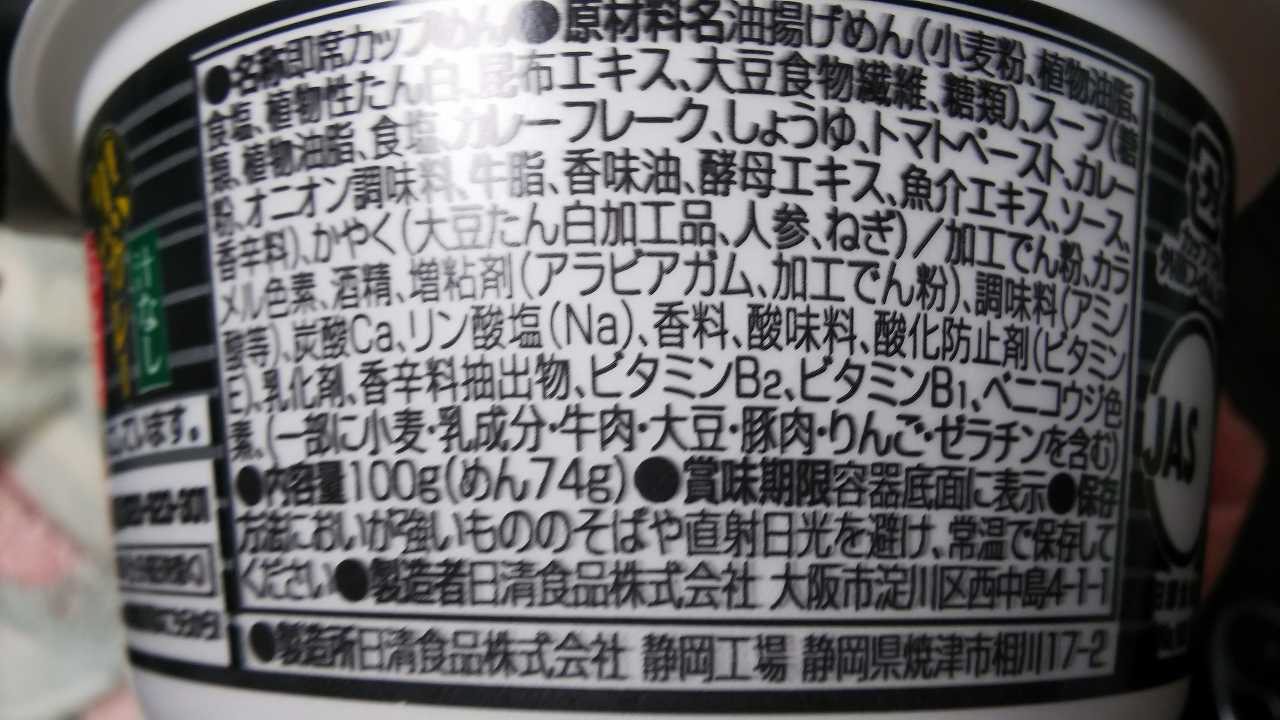 ●名称即席カップめん●原材料名油揚げめん(小麦粉、植物油脂、
食塩、植物性たん白、昆布エキス、大豆食物繊維、糖類)、スープ(糖
類、植物油脂、食塩、カレーフレーク、しょうゆ、トマトペースト、カレー
粉、オニオン調味料、牛脂、香味油、酵母エキス、魚介エキス、ソース、
香辛料)、かやく(大豆たん白加工品、人参、ねぎ)/加工でん粉、カラ
メル色素、酒精、増粘剤(アラビアガム、加工でん粉)、調味料(アミノ
酸等)、炭酸Ca、リン酸塩(Na)、香料、酸味料、酸化防止剤(ビタミン
E)、乳化剤、香辛料抽出物、ビタミンB2、ビタミンB1、ベニコウジ色
素、(一部に小麦・乳成分・牛肉・大豆・豚肉・りんご・ゼラチンを含む)
●内容量100g(めん74g)●賞味期限容器底面に表示●保存
方法においが強いもののそばや直射日光を避け、常温で保存して
ください●製造者日清食品株式会社 大阪市淀川区西中島4-1-1
●製造所日清食品株式会社 静岡工場 静岡県焼津市相川17-2
汁なし
しています。
JAS